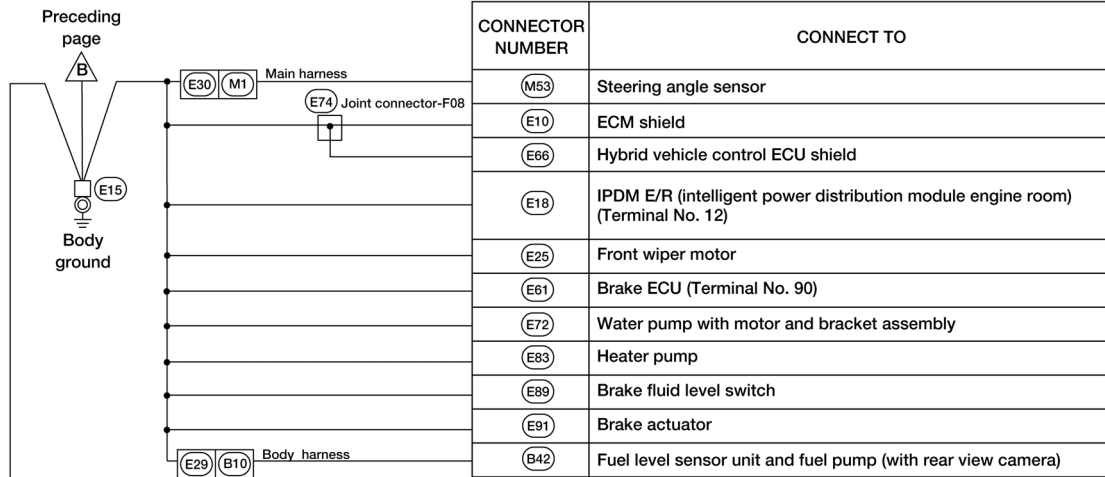 Preceding
page
B
E15
Body
ground
E30 M1 Main harness
E74 Joint connector-F08
E29 B10 Body harness
CONNECTOR
NUMBER
CONNECT TO
M53 Steering angle sensor
E10 ECM shield
E66 Hybrid vehicle control ECU shield
E18 IPDM E/R (intelligent power distribution module engine room)
(Terminal No. 12)
E25 Front wiper motor
E61 Brake ECU (Terminal No. 90)
E72 Water pump with motor and bracket assembly
E83 Heater pump
E89 Brake fluid level switch
E91 Brake actuator
B42 Fuel level sensor unit and fuel pump (with rear view camera)